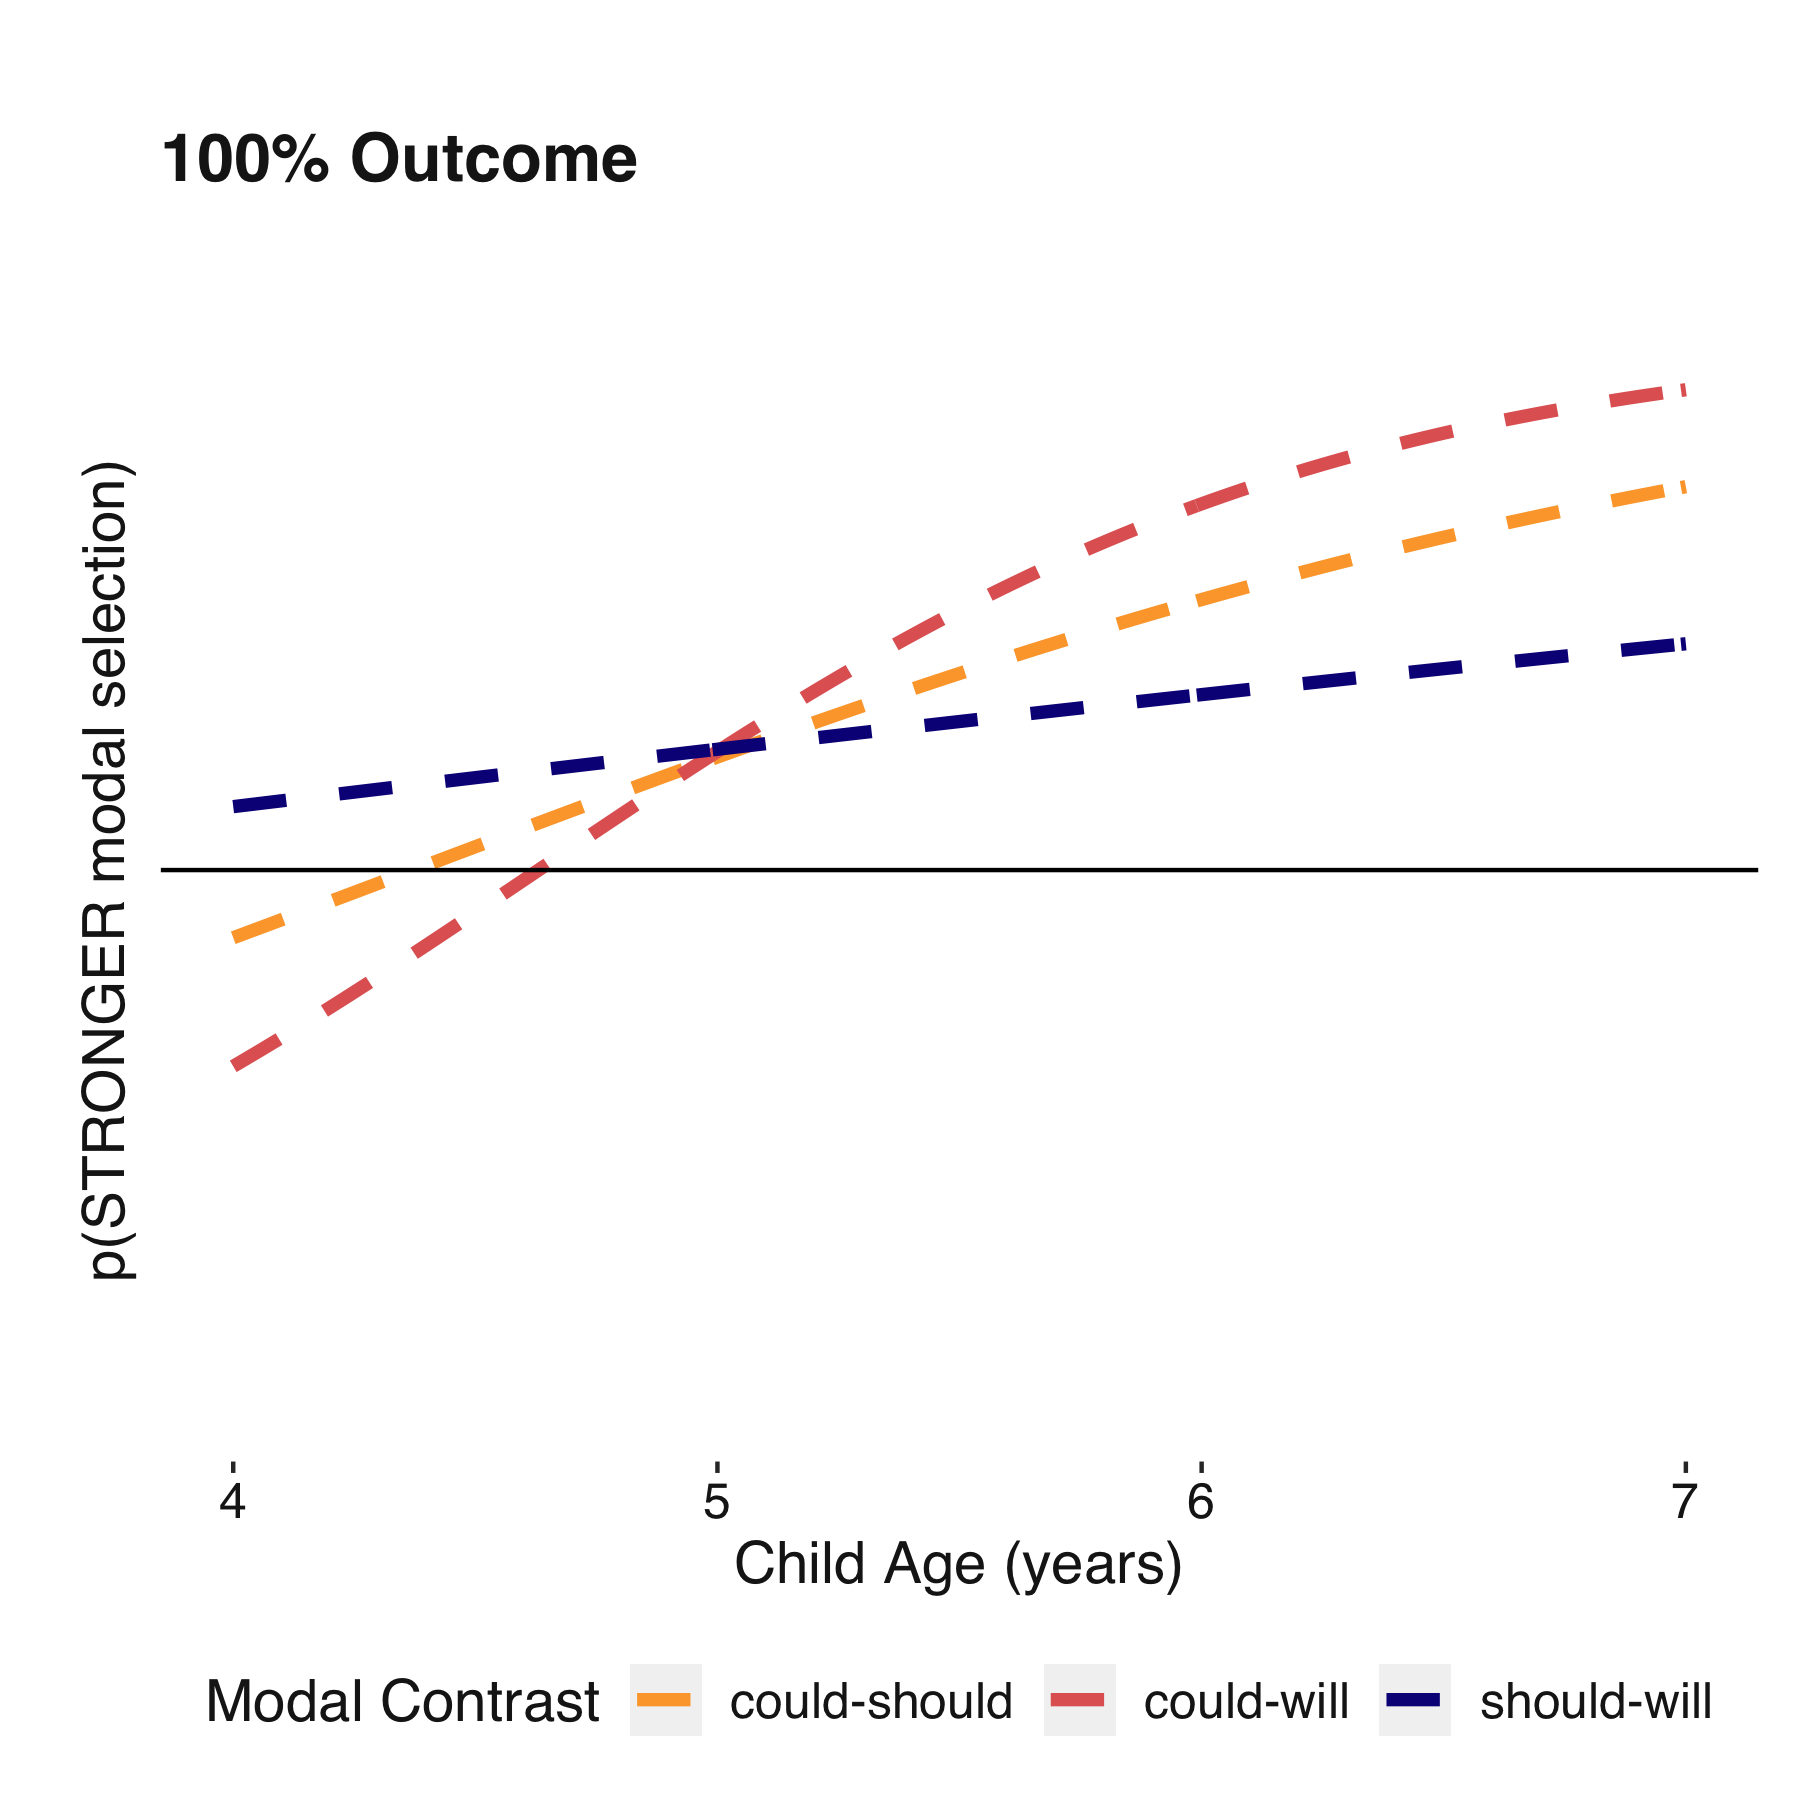 100% Outcome
p(STRONGER modal selection)
4 5 6 7
Child Age (years)
Modal Contrast could-should could-will should-will